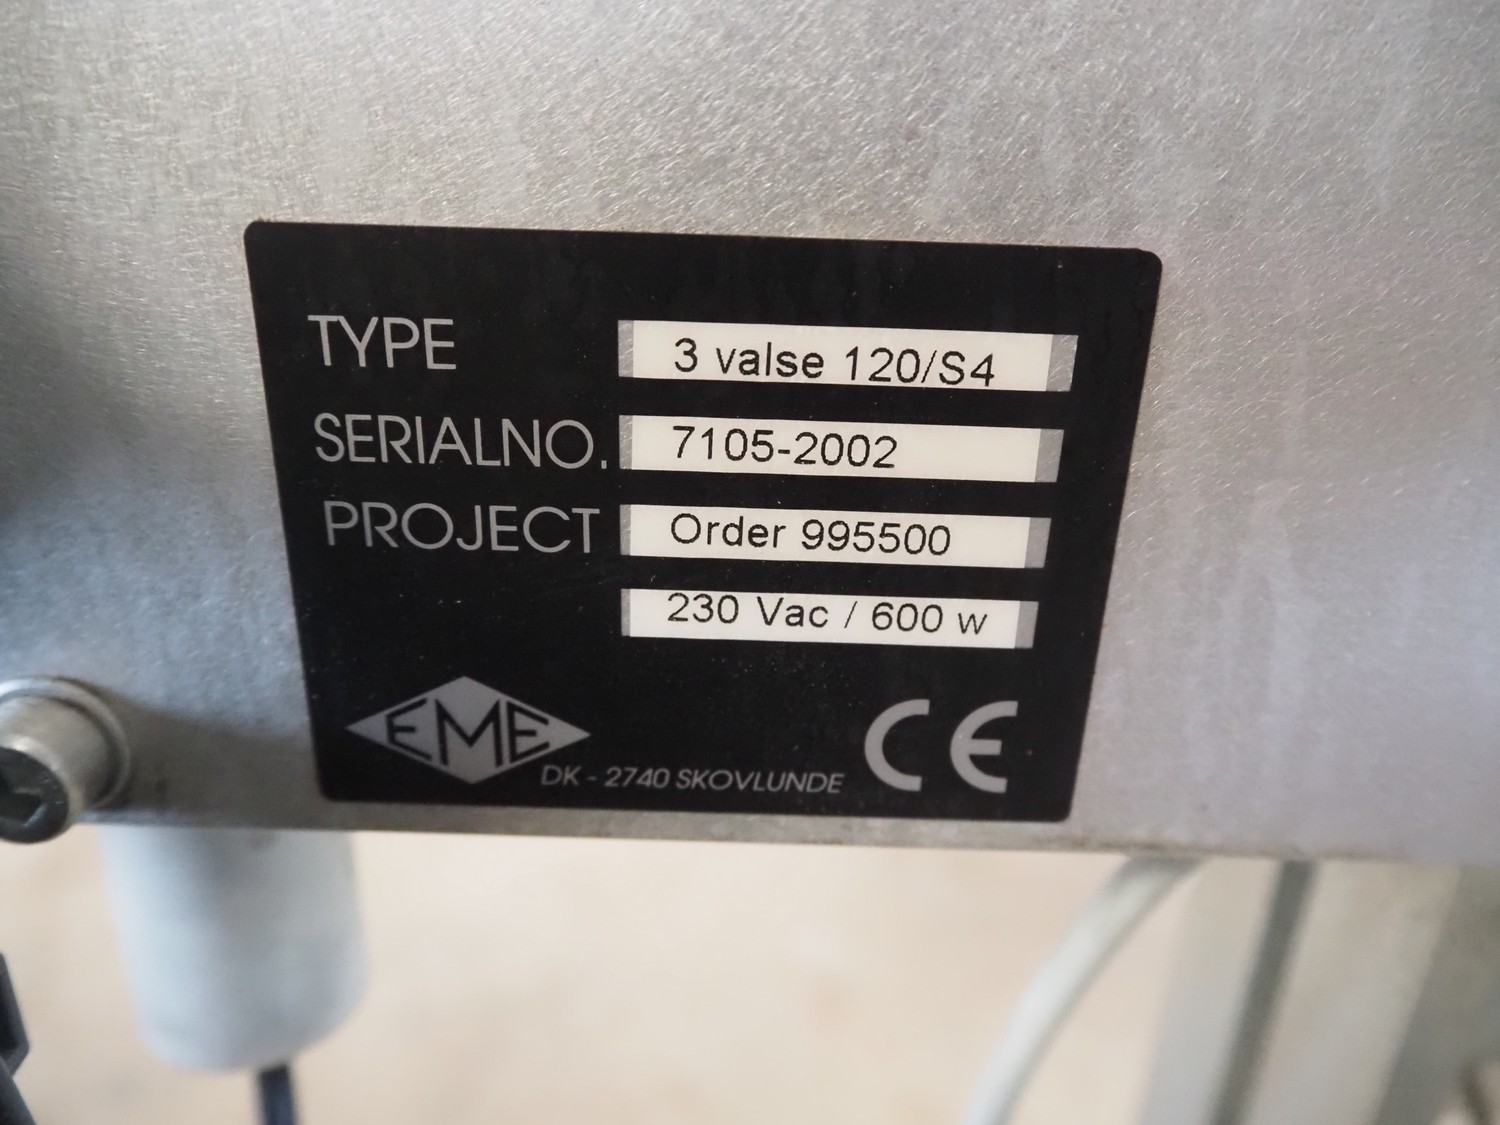 TYPE 3 valse 120/S4
SERIALNO. 7105-2002
PROJECT Order 995500
230 Vac / 600 w
EME DK - 2740 SKOVLUNDE CE